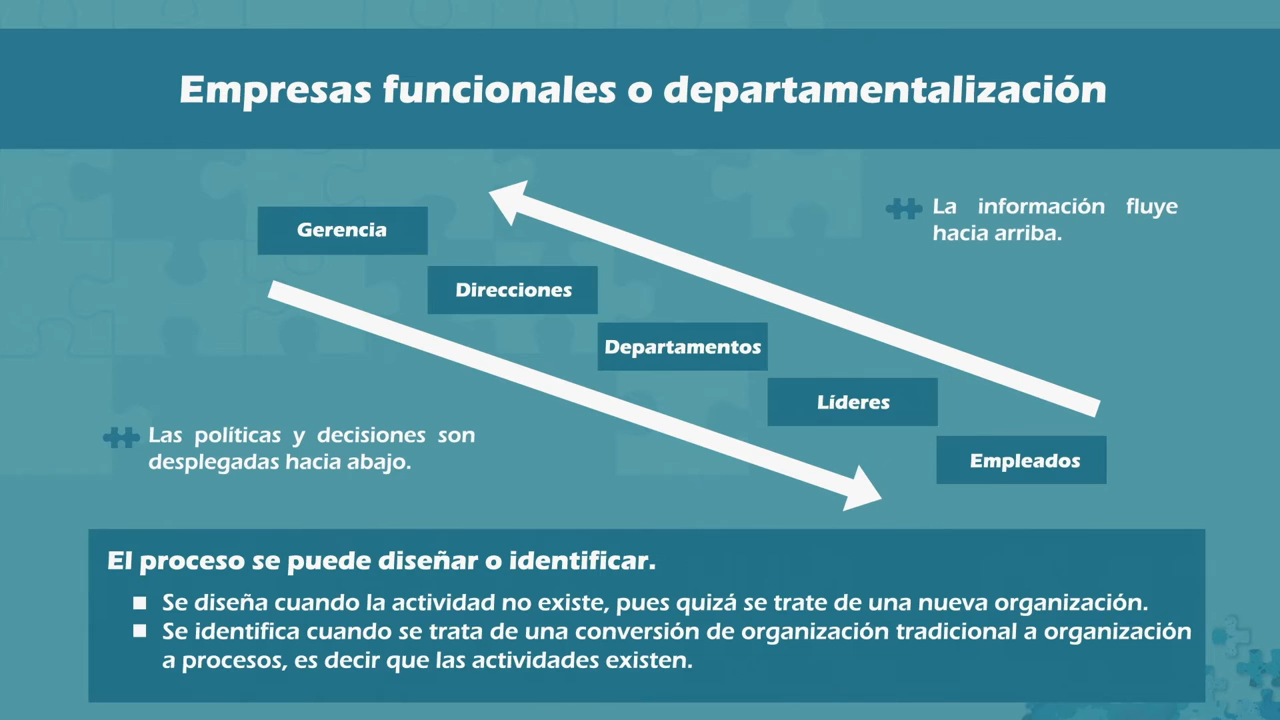 Empresas funcionales o departamentalización
La información fluye
hacia arriba.
Gerencia
Direcciones
Departamentos
Líderes
Empleados
Las políticas y decisiones son
desplegadas hacia abajo.
El proceso se puede diseñar o identificar.
Se diseña cuando la actividad no existe, pues quizá se trate de una nueva organización.
Se identifica cuando se trata de una conversión de organización tradicional a organización
a procesos, es decir que las actividades existen.